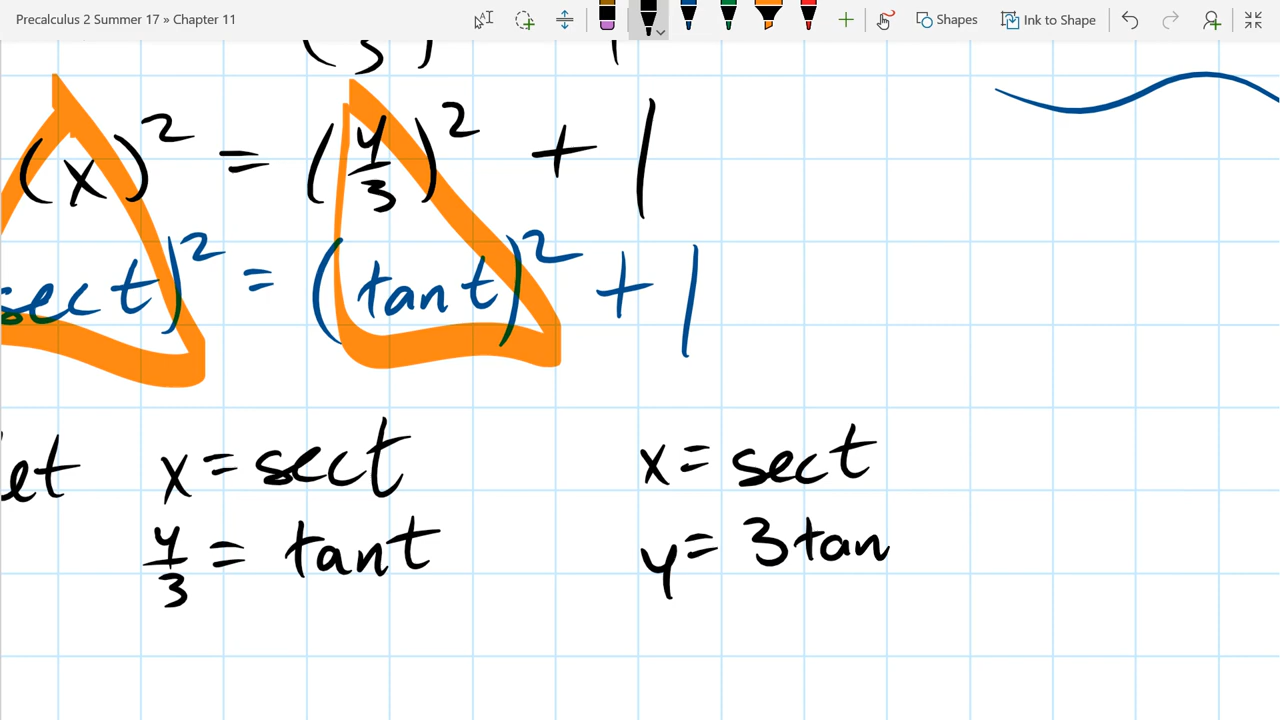 Precalculus 2 Summer 17 » Chapter 11
Shapes
Ink to Shape
(x)² = (y/3)² + 1
sect)² = (tant)² + 1
et x = sect x = sect
y/3 = tant y = 3tan